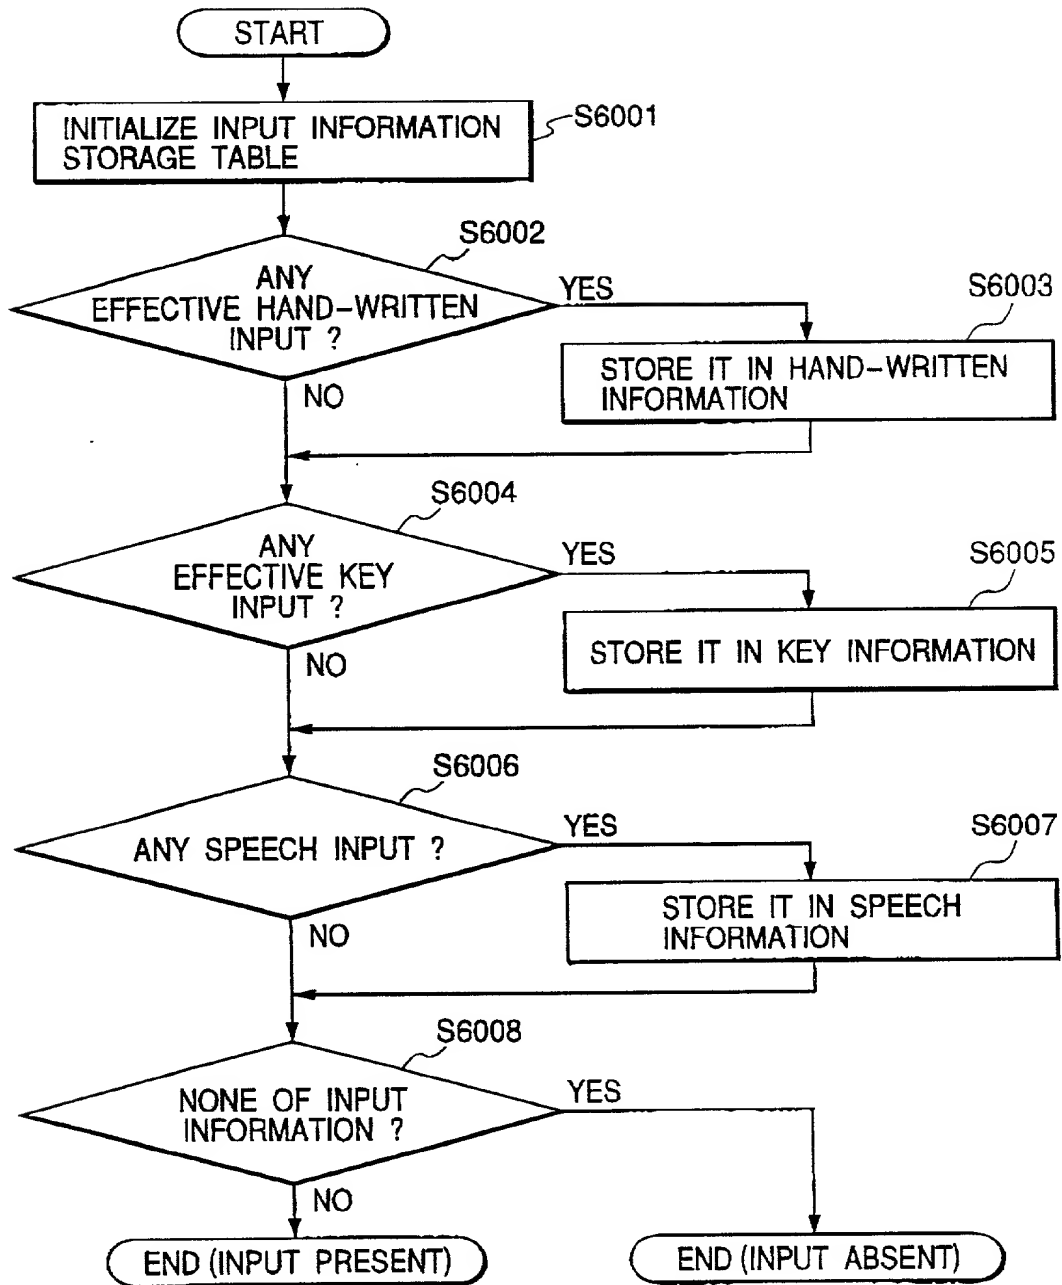 START
INITIALIZE INPUT INFORMATION
STORAGE TABLE
S6001
S6002
ANY
EFFECTIVE HAND-WRITTEN
INPUT ?
YES
NO
S6003
STORE IT IN HAND-WRITTEN
INFORMATION
S6004
ANY
EFFECTIVE KEY
INPUT ?
YES
NO
S6005
STORE IT IN KEY INFORMATION
S6006
ANY SPEECH INPUT ?
YES
NO
S6007
STORE IT IN SPEECH
INFORMATION
S6008
NONE OF INPUT
INFORMATION ?
YES
NO
END (INPUT PRESENT)
END (INPUT ABSENT)